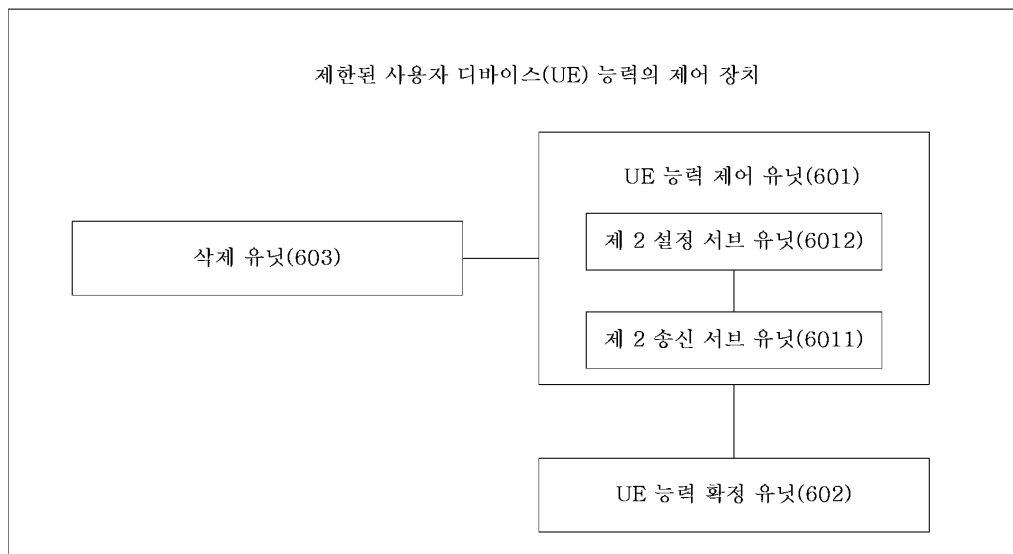 제한된 사용자 디바이스(UE) 능력의 제어 장치
UE 능력 제어 유닛(601)
제 2 설정 서브 유닛(6012)
삭제 유닛(603)
제 2 송신 서브 유닛(6011)
UE 능력 확정 유닛(602)